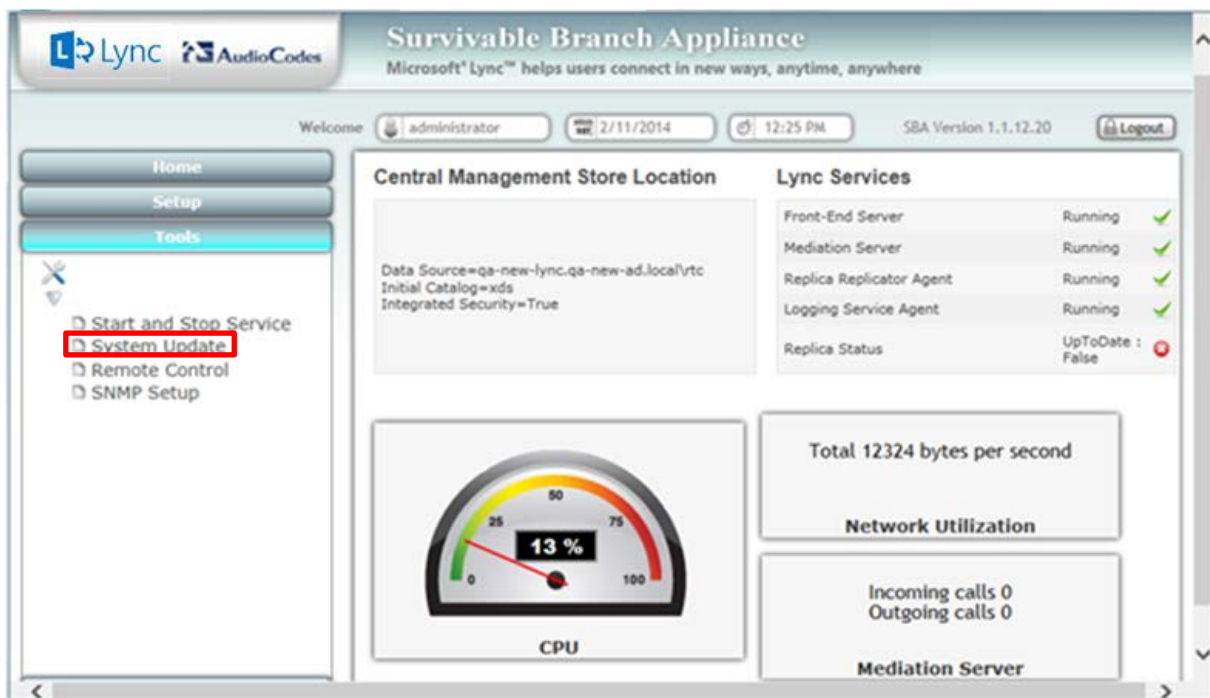 Lync AudioCodes
Survivable Branch Appliance
Microsoft® Lync™ helps users connect in new ways, anytime, anywhere
Welcome administrator 2/11/2014 12:25 PM SBA Version 1.1.12.20 Logout
Home
Setup
Tools
Start and Stop Service
System Update
Remote Control
SNMP Setup
Central Management Store Location
Data Source=qa-new-lync.qa-new-ad.local\rtc
Initial Catalog=xds
Integrated Security=True
Lync Services
Front-End Server Running
Mediation Server Running
Replica Replicator Agent Running
Logging Service Agent Running
Replica Status UpToDate :
False
0 25 50 75 100
13 %
CPU
Total 12324 bytes per second
Network Utilization
Incoming calls 0
Outgoing calls 0
Mediation Server